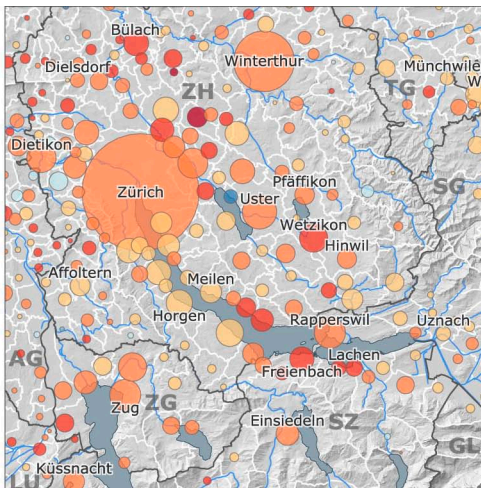 Bülach
Winterthur
Dielsdorf
Münchwile
W
ZH
TG
Dietikon
Pfäffikon
SG
Zürich
Uster
Wetzikon
Hinwil
Affoltern
Meilen
Horgen
Rapperswil
Uznach
AG
Lachen
Freienbach
Zug
ZG
Einsiedeln
SZ
GL
Küssnacht
LU